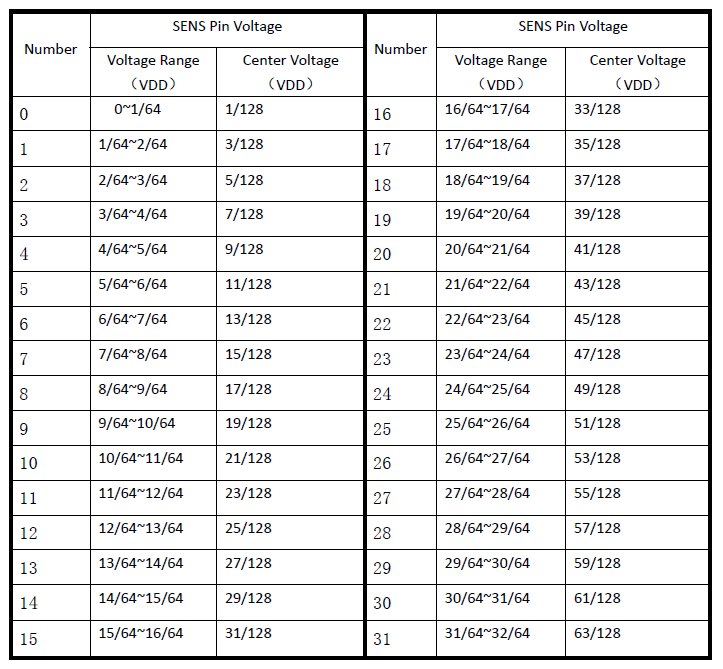 Number SENS Pin Voltage Number SENS Pin Voltage
Voltage Range Center Voltage Voltage Range Center Voltage
（VDD） （VDD） （VDD） （VDD）
0 0~1/64 1/128 16 16/64~17/64 33/128
1 1/64~2/64 3/128 17 17/64~18/64 35/128
2 2/64~3/64 5/128 18 18/64~19/64 37/128
3 3/64~4/64 7/128 19 19/64~20/64 39/128
4 4/64~5/64 9/128 20 20/64~21/64 41/128
5 5/64~6/64 11/128 21 21/64~22/64 43/128
6 6/64~7/64 13/128 22 22/64~23/64 45/128
7 7/64~8/64 15/128 23 23/64~24/64 47/128
8 8/64~9/64 17/128 24 24/64~25/64 49/128
9 9/64~10/64 19/128 25 25/64~26/64 51/128
10 10/64~11/64 21/128 26 26/64~27/64 53/128
11 11/64~12/64 23/128 27 27/64~28/64 55/128
12 12/64~13/64 25/128 28 28/64~29/64 57/128
13 13/64~14/64 27/128 29 29/64~30/64 59/128
14 14/64~15/64 29/128 30 30/64~31/64 61/128
15 15/64~16/64 31/128 31 31/64~32/64 63/128